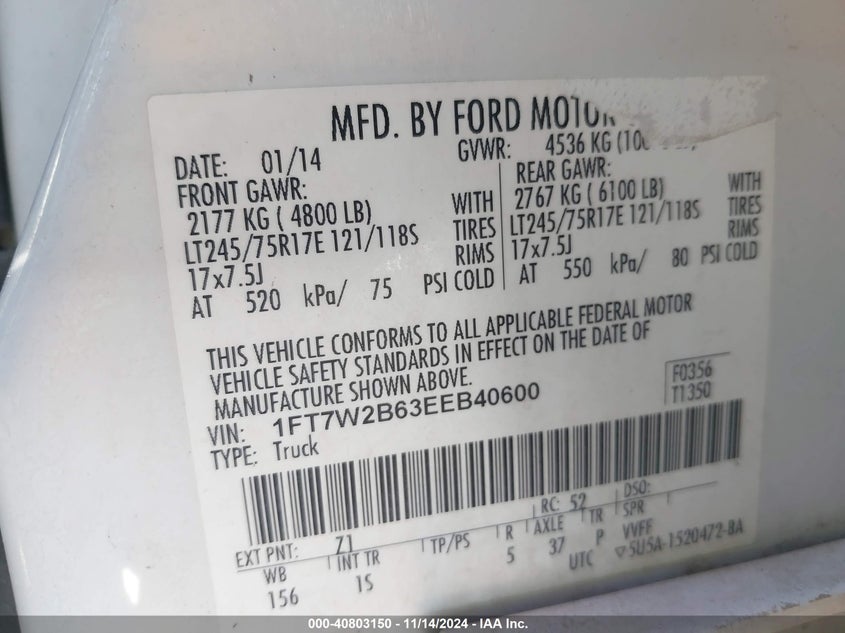 MFD. BY FORD MOTOR
DATE: 01/14 GVWR: 4536 KG
FRONT GAWR: REAR GAWR:
2177 KG ( 4800 LB) WITH 2767 KG ( 6100 LB) WITH
LT245/75R17E 121/118S TIRES LT245/75R17E 121/118S TIRES
17x7.5J RIMS 17x7.5J RIMS
AT 520 kPa/ 75 PSI COLD AT 550 kPa/ 80 PSI COLD
THIS VEHICLE CONFORMS TO ALL APPLICABLE FEDERAL MOTOR
VEHICLE SAFETY STANDARDS IN EFFECT ON THE DATE OF
MANUFACTURE SHOWN ABOVE.
F0356
VIN: 1FT7W2B63EEB40600 T1350
TYPE: Truck
RC: 52 DSO:
EXT PNT: Z1
WB INT TR TP/PS R AXLE TR SPR
156 1S 5 37 P VVFF
UTC ▽5U5A-1520472-BA
000-40803150 - 11/14/2024 - IAA Inc.